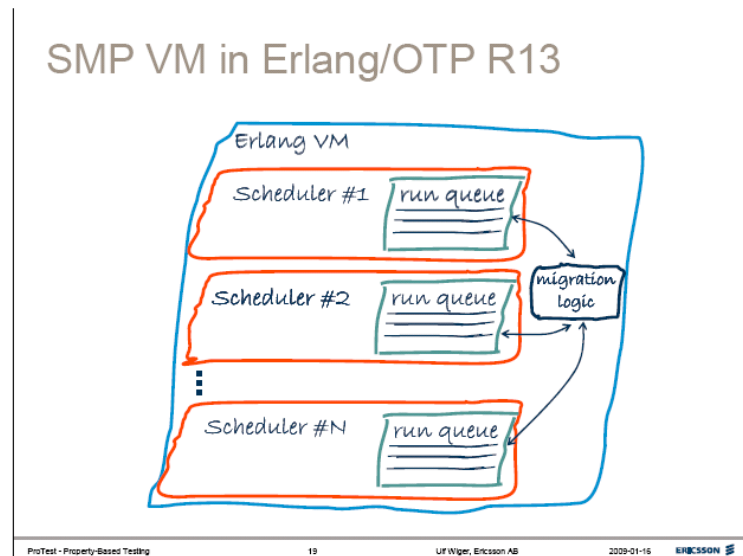 SMP VM in Erlang/OTP R13
Erlang VM
Scheduler #1
run queue
Scheduler #2
run queue
migration
logic
Scheduler #N
run queue
ProTest - Property-Based Testing
19
Ulf Wiger, Ericsson AB
2009-01-16
ERICSSON